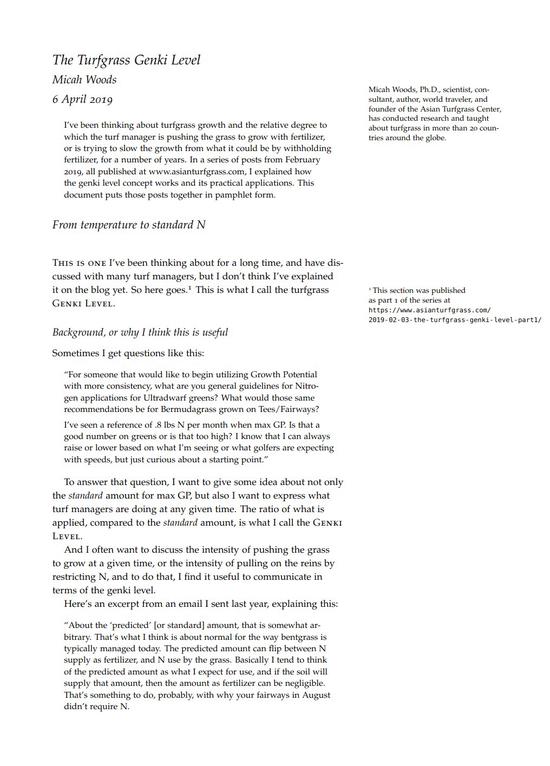 The Turfgrass Genki Level
Micah Woods
6 April 2019
Micah Woods, Ph.D., scientist, con-
sultant, author, world traveler, and
founder of the Asian Turfgrass Center,
has conducted research and taught
about turfgrass in more than 20 coun-
tries around the globe.
I've been thinking about turfgrass growth and the relative degree to
which the turf manager is pushing the grass to grow with fertilizer,
or is trying to slow the growth from what it could be by withholding
fertilizer, for a number of years. In a series of posts from February
2019, all published at www.asianturfgrass.com, I explained how
the genki level concept works and its practical applications. This
document puts those posts together in pamphlet form.
From temperature to standard N
This is one I've been thinking about for a long time, and have dis-
cussed with many turf managers, but I don't think I've explained
it on the blog yet. So here goes.¹ This is what I call the turfgrass
Genki Level.
¹ This section was published
as part 1 of the series at
https://www.asianturfgrass.com/
2019-02-03-the-turfgrass-genki-level-part1/
Background, or why I think this is useful
Sometimes I get questions like this:
“For someone that would like to begin utilizing Growth Potential
with more consistency, what are you general guidelines for Nitro-
gen applications for Ultradwarf greens? What would those same
recommendations be for Bermudagrass grown on Tees/Fairways?
I've seen a reference of .8 lbs N per month when max GP. Is that a
good number on greens or is that too high? I know that I can always
raise or lower based on what I'm seeing or what golfers are expecting
with speeds, but just curious about a starting point.”
To answer that question, I want to give some idea about not only
the standard amount for max GP, but also I want to express what
turf managers are doing at any given time. The ratio of what is
applied, compared to the standard amount, is what I call the Genki
Level.
And I often want to discuss the intensity of pushing the grass
to grow at a given time, or the intensity of pulling on the reins by
restricting N, and to do that, I find it useful to communicate in
terms of the genki level.
Here's an excerpt from an email I sent last year, explaining this:
“About the ‘predicted’ [or standard] amount, that is somewhat ar-
bitrary. That's what I think is about normal for the way bentgrass is
typically managed today. The predicted amount can flip between N
supply as fertilizer, and N use by the grass. Basically I tend to think
of the predicted amount as what I expect for use, and if the soil will
supply that amount, then the amount as fertilizer can be negligible.
That's something to do, probably, with why your fairways in August
didn't require N.